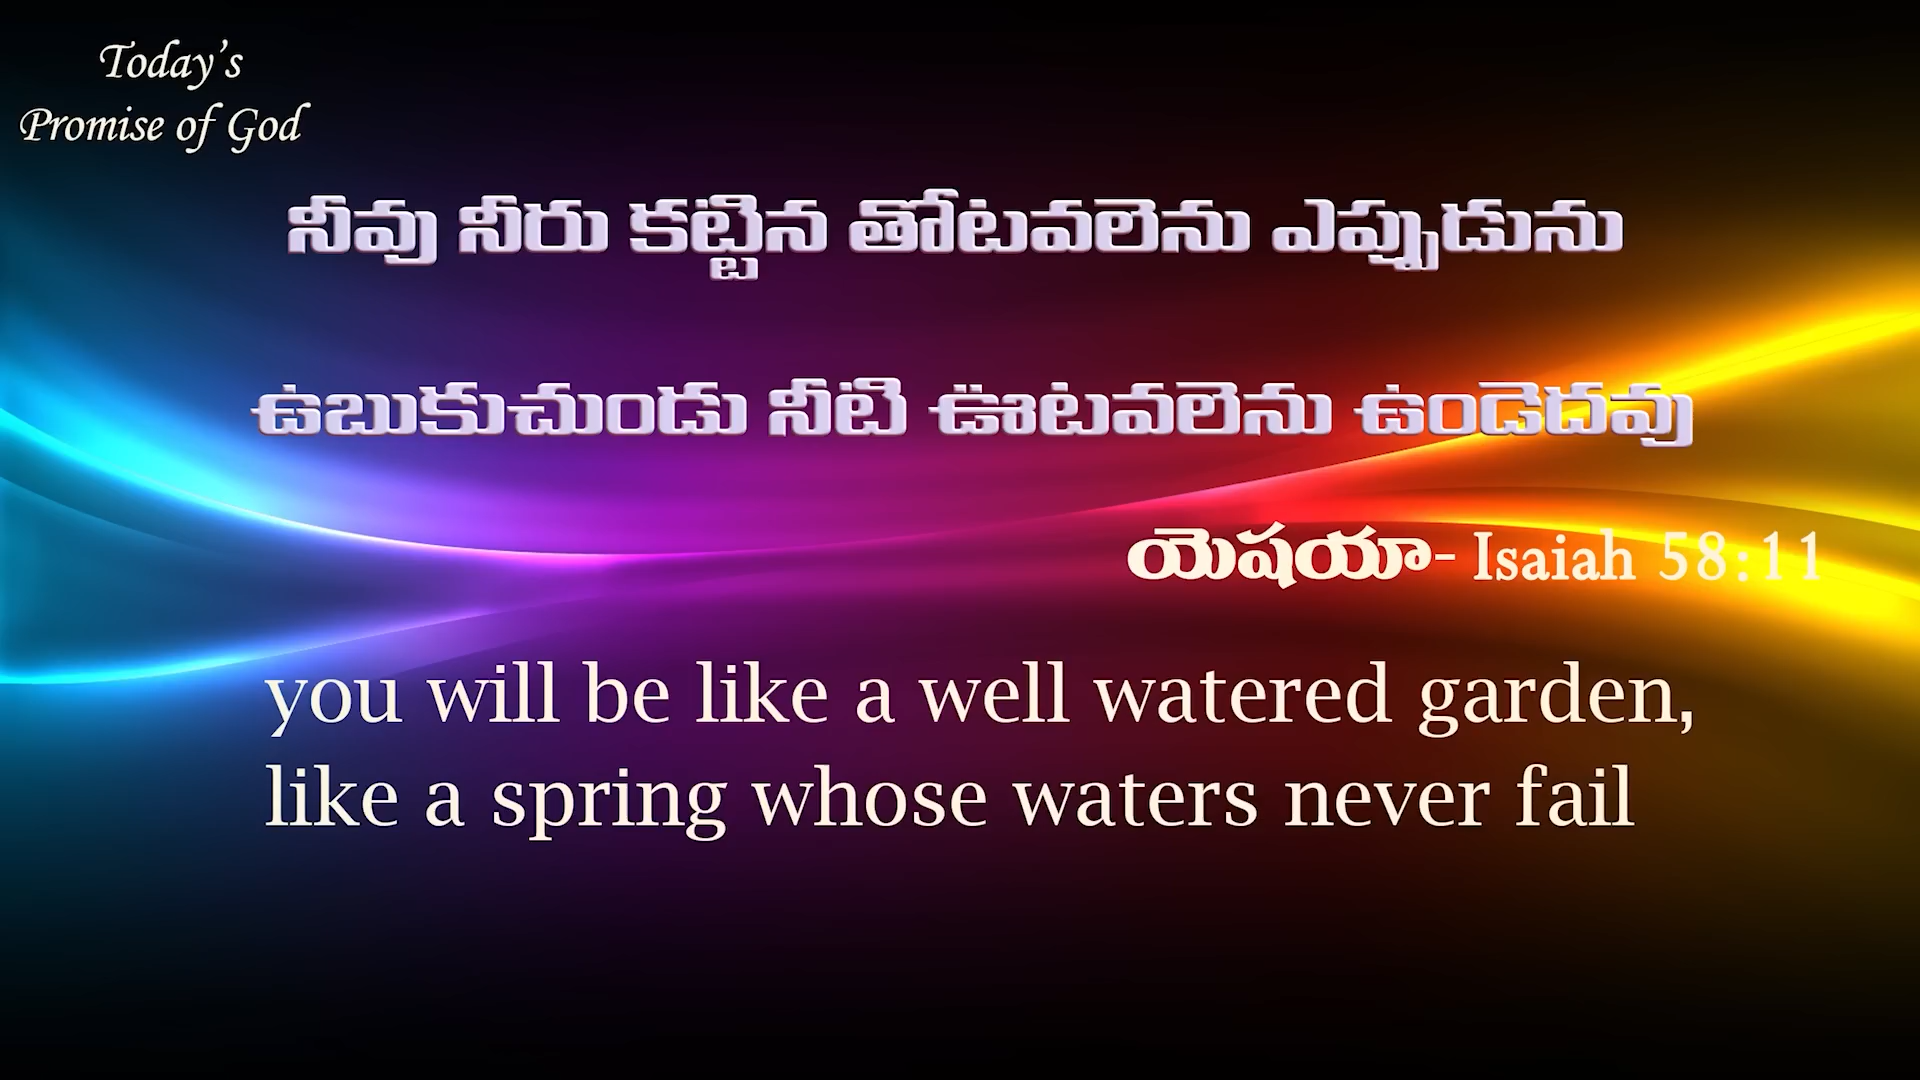 Today's
Promise of God
నీవు నీరు కట్టిన తోటవలెను ఎప్పుడును
ఉబుకుచుండు నీటి ఊటవలెను ఉండెదవు
యెషయా- Isaiah 58:11
you will be like a well watered garden,
like a spring whose waters never fail